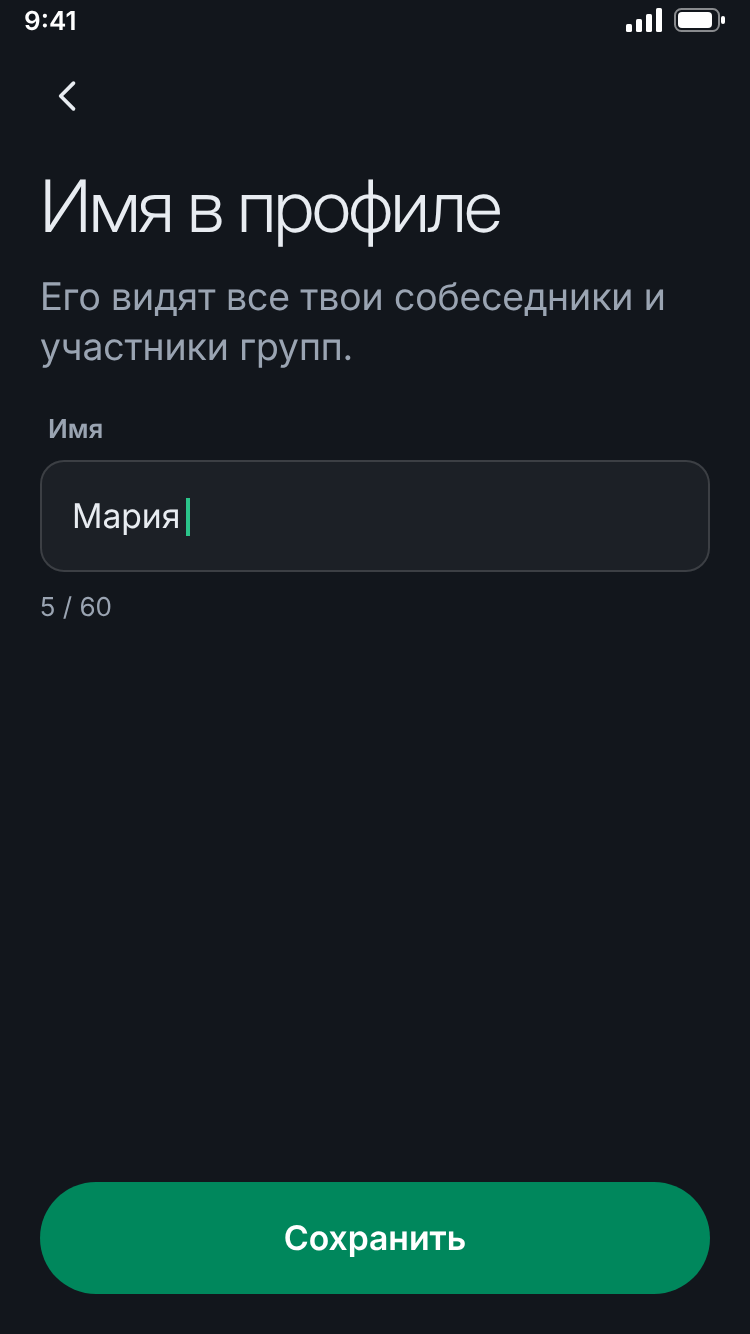 9:41
Имя в профиле
Его видят все твои собеседники и
участники групп.
Имя
Мария
5 / 60
Сохранить